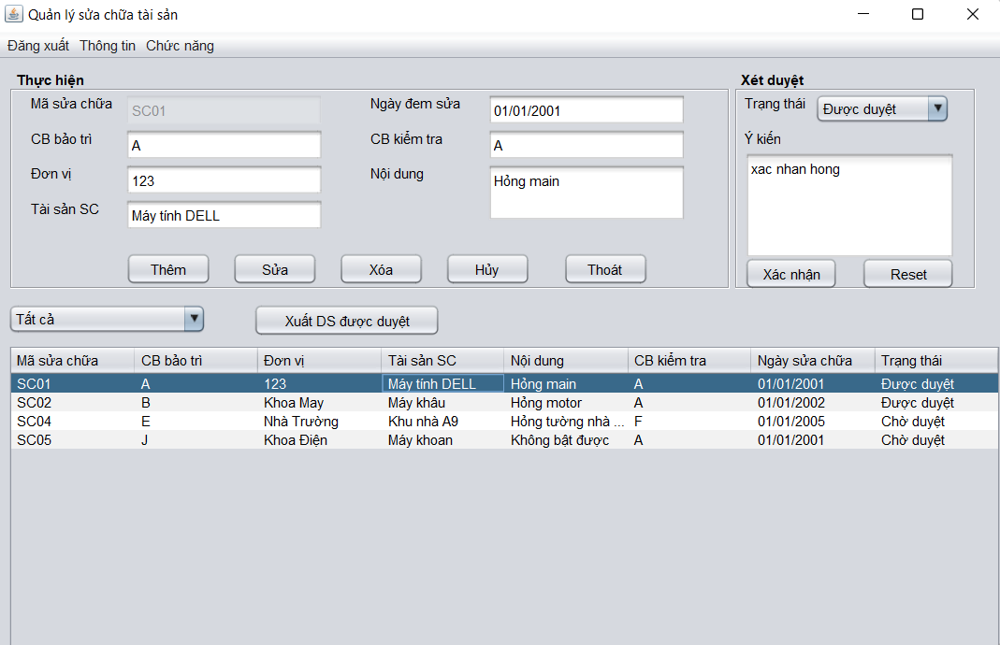 Quản lý sửa chữa tài sản
Đăng xuất Thông tin Chức năng
Thực hiện
Mã sửa chữa SC01 Ngày đem sửa 01/01/2001
CB bảo trì A CB kiểm tra A
Đơn vị 123 Nội dung Hỏng main
Tài sản SC Máy tính DELL
Thêm Sửa Xóa Hủy Thoát
Xét duyệt
Trạng thái Được duyệt
Ý kiến
xac nhan hong
Xác nhận Reset
Tất cả Xuất DS được duyệt
Mã sửa chữa CB bảo trì Đơn vị Tài sản SC Nội dung CB kiểm tra Ngày sửa chữa Trạng thái
SC01 A 123 Máy tính DELL Hỏng main A 01/01/2001 Được duyệt
SC02 B Khoa May Máy khâu Hỏng motor A 01/01/2002 Được duyệt
SC04 E Nhà Trường Khu nhà A9 Hỏng tường nhà ... F 01/01/2005 Chờ duyệt
SC05 J Khoa Điện Máy khoan Không bật được A 01/01/2001 Chờ duyệt